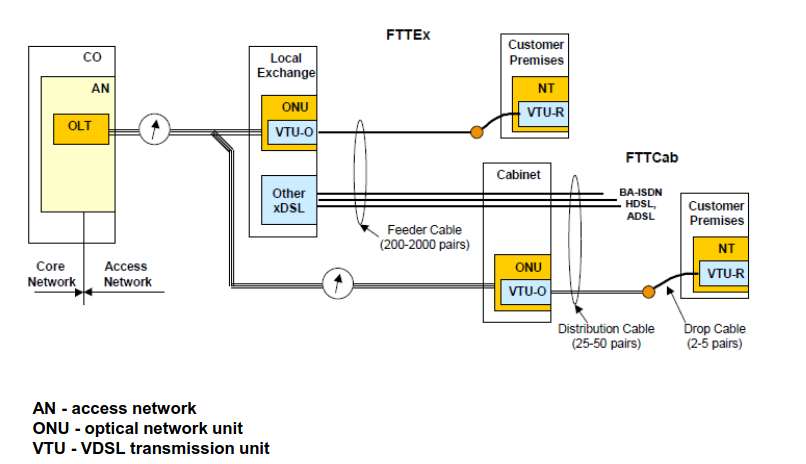 FTTEx
CO
AN
OLT
Local
Exchange
ONU
VTU-O
Other
xDSL
Customer
Premises
NT
VTU-R
FTTCab
Cabinet
BA-ISDN
HDSL,
ADSL
Customer
Premises
NT
VTU-R
Feeder Cable
(200-2000 pairs)
ONU
VTU-O
Core
Network
Access
Network
Distribution Cable
(25-50 pairs)
Drop Cable
(2-5 pairs)
AN - access network
ONU - optical network unit
VTU - VDSL transmission unit